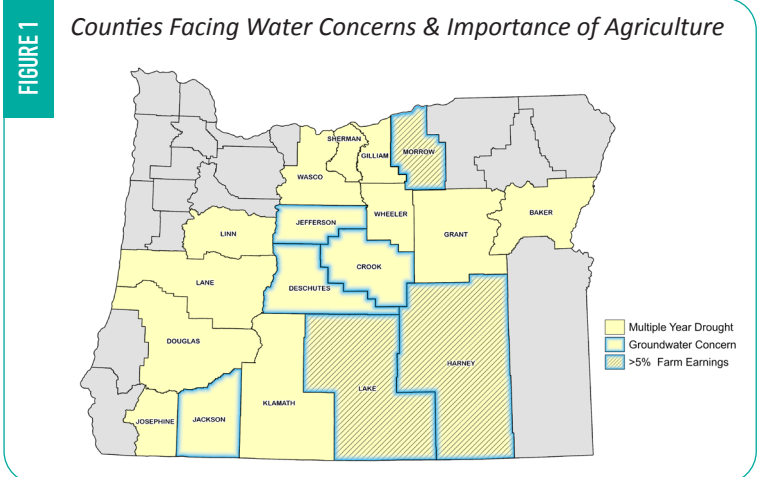 FIGURE 1
Counties Facing Water Concerns & Importance of Agriculture
SHERMAN
GILLIAM
MORROW
WASCO
BAKER
JEFFERSON
WHEELER
LINN
GRANT
CROOK
LANE
DESCHUTES
Multiple Year Drought
Groundwater Concern
>5% Farm Earnings
DOUGLAS
HARNEY
LAKE
KLAMATH
JOSEPHINE
JACKSON